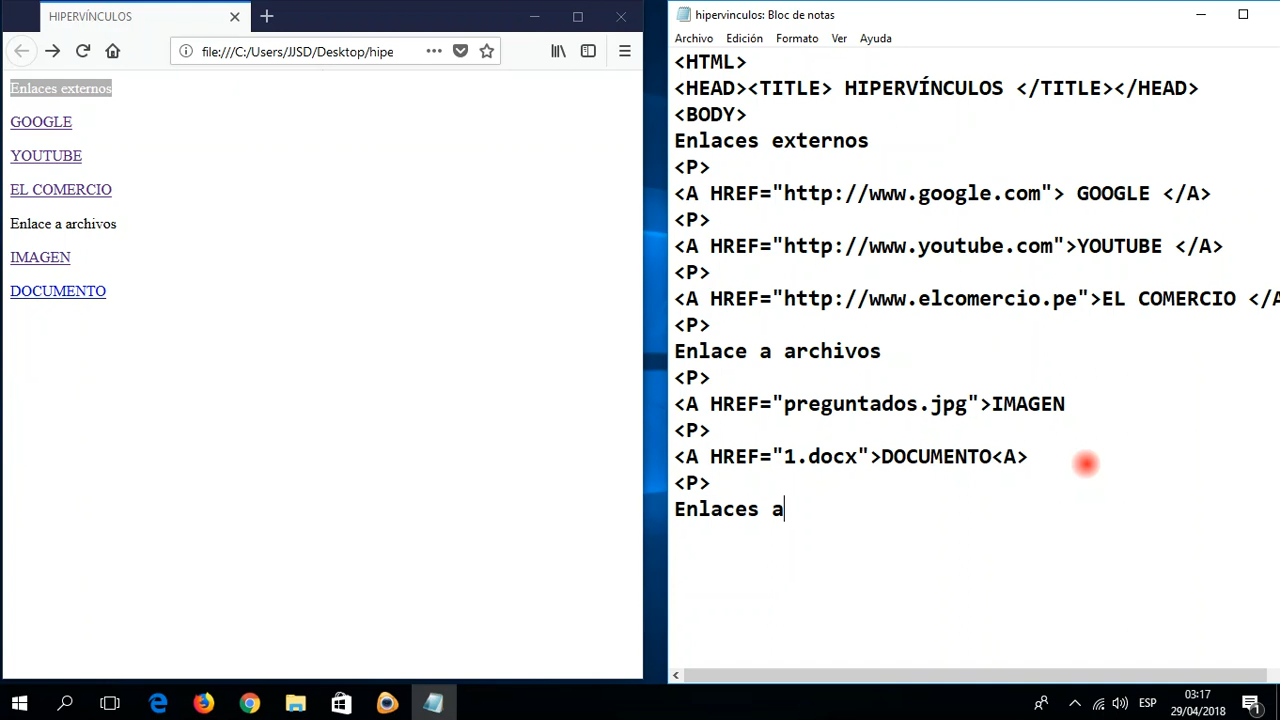 HIPERVÍNCULOS
file:///C:/Users/JJSD/Desktop/hipe
Enlaces externos
GOOGLE
YOUTUBE
EL COMERCIO
Enlace a archivos
IMAGEN
DOCUMENTO
hipervinculos: Bloc de notas
Archivo Edición Formato Ver Ayuda
<HTML>
<HEAD><TITLE> HIPERVÍNCULOS </TITLE></HEAD>
<BODY>
Enlaces externos
<P>
<A HREF="http://www.google.com"> GOOGLE </A>
<P>
<A HREF="http://www.youtube.com">YOUTUBE </A>
<P>
<A HREF="http://www.elcomercio.pe">EL COMERCIO </A
<P>
Enlace a archivos
<P>
<A HREF="preguntados.jpg">IMAGEN
<P>
<A HREF="1.docx">DOCUMENTO<A>
<P>
Enlaces a
ESP
03:17
29/04/2018
1